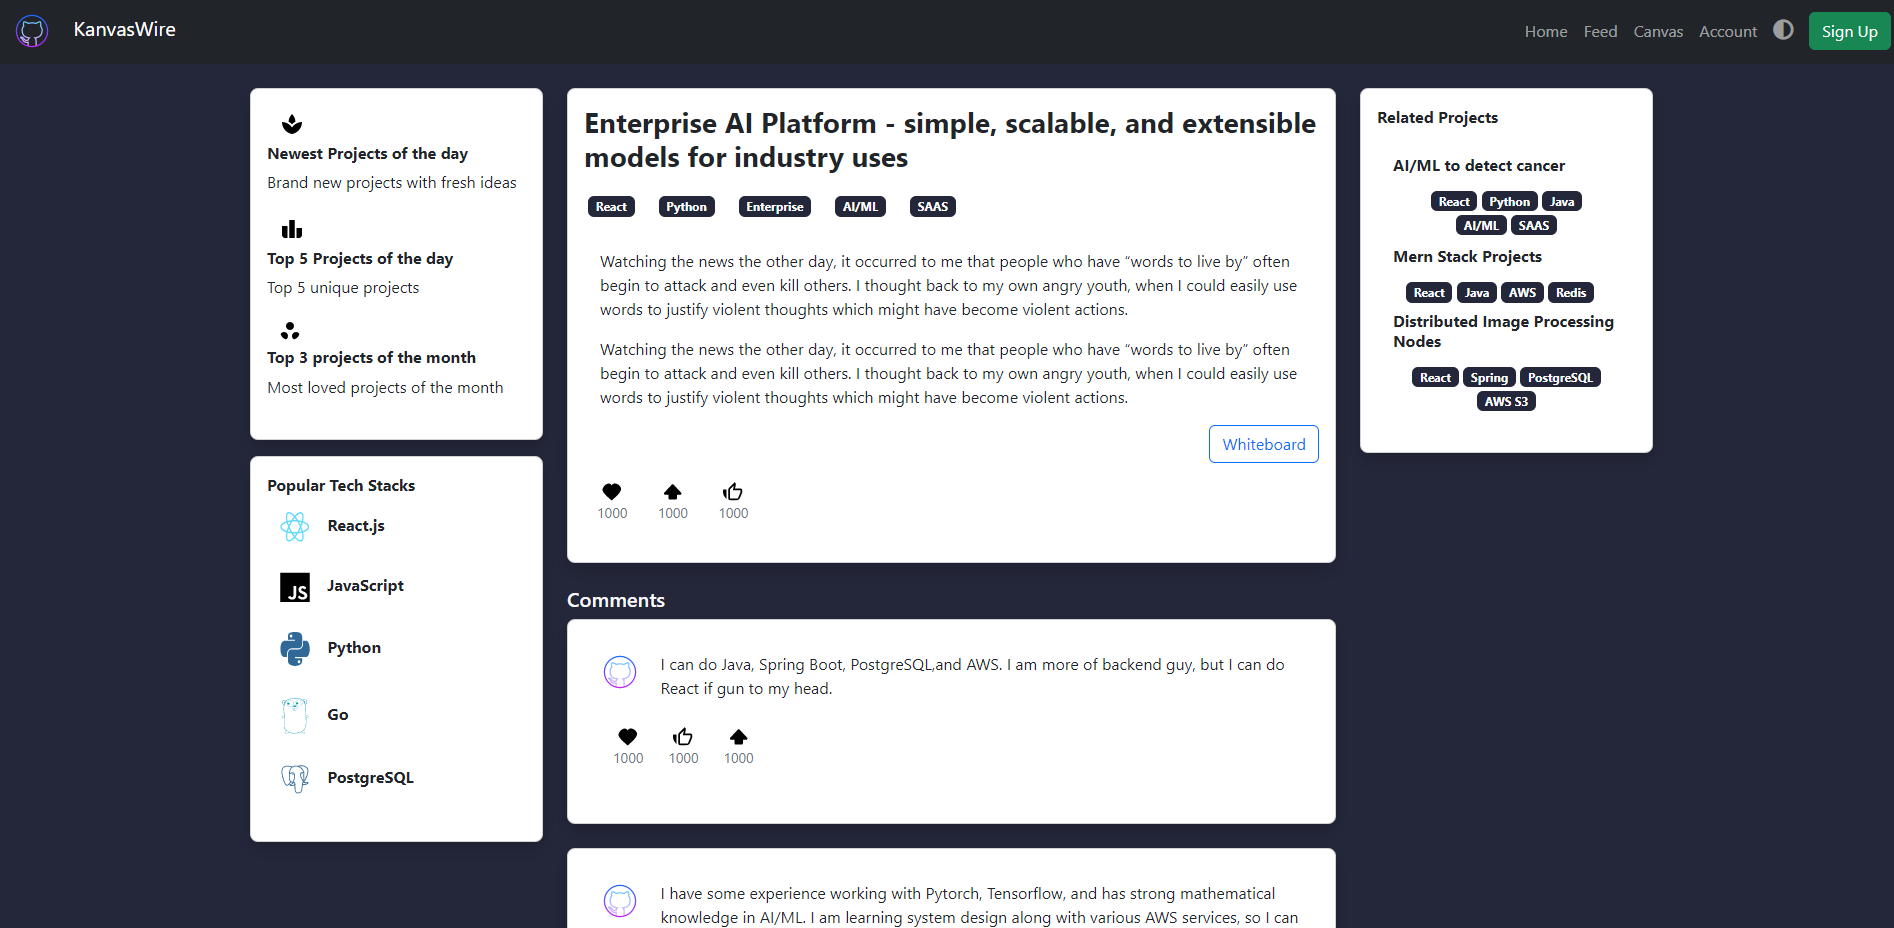 KanvasWire
Home Feed Canvas Account Sign Up
Newest Projects of the day
Brand new projects with fresh ideas
Top 5 Projects of the day
Top 5 unique projects
Top 3 projects of the month
Most loved projects of the month
Popular Tech Stacks
React.js
JS
JavaScript
Python
Go
PostgreSQL
Enterprise AI Platform - simple, scalable, and extensible
models for industry uses
React Python Enterprise AI/ML SAAS
Watching the news the other day, it occurred to me that people who have “words to live by” often
begin to attack and even kill others. I thought back to my own angry youth, when I could easily use
words to justify violent thoughts which might have become violent actions.
Watching the news the other day, it occurred to me that people who have “words to live by” often
begin to attack and even kill others. I thought back to my own angry youth, when I could easily use
words to justify violent thoughts which might have become violent actions.
Whiteboard
1000 1000 1000
Comments
I can do Java, Spring Boot, PostgreSQL,and AWS. I am more of backend guy, but I can do
React if gun to my head.
1000 1000 1000
I have some experience working with Pytorch, Tensorflow, and has strong mathematical
knowledge in AI/ML. I am learning system design along with various AWS services, so I can
Related Projects
AI/ML to detect cancer
React Python Java
AI/ML SAAS
Mern Stack Projects
React Java AWS Redis
Distributed Image Processing
Nodes
React Spring PostgreSQL
AWS S3